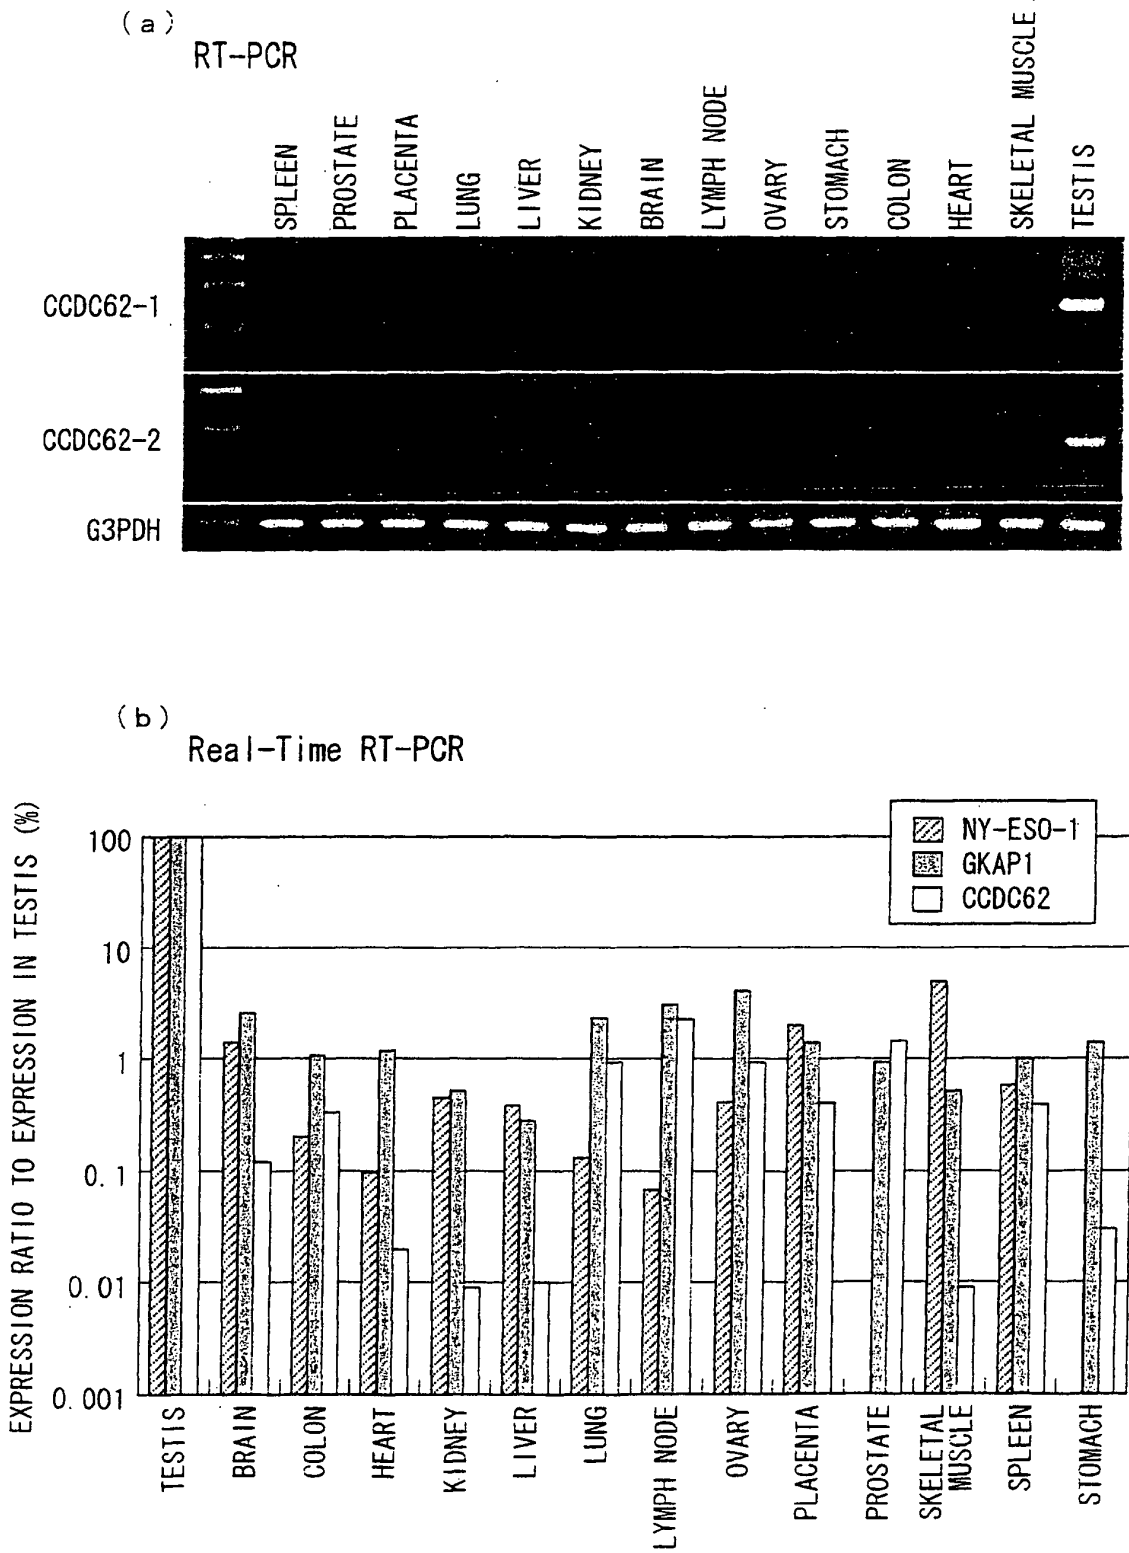 (a)
RT-PCR
SPLEEN
PROSTATE
PLACENTA
LUNG
LIVER
KIDNEY
BRAIN
LYMPH NODE
OVARY
STOMACH
COLON
HEART
SKELETAL MUSCLE
TESTIS
CCDC62-1
CCDC62-2
G3PDH
(b)
Real-Time RT-PCR
EXPRESSION RATIO TO EXPRESSION IN TESTIS (%)
100
10
1
0.1
0.01
0.001
NY-ESO-1
GKAP1
CCDC62
TESTIS
BRAIN
COLON
HEART
KIDNEY
LIVER
LUNG
LYMPH NODE
OVARY
PLACENTA
PROSTATE
SKELETAL
MUSCLE
SPLEEN
STOMACH